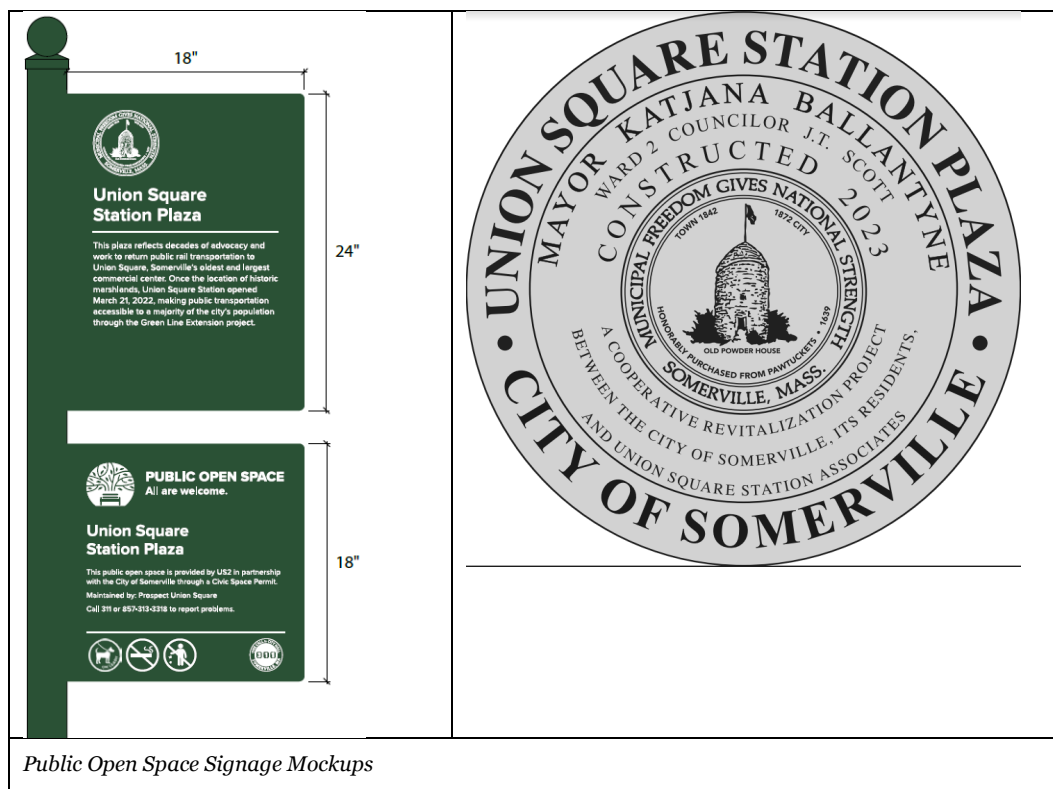 18"
MUNICIPAL FREEDOM GIVES NATIONAL STRENGTH
SOMERVILLE, MASS.
Union Square
Station Plaza
This plaza reflects decades of advocacy and
work to return public rail transportation to
Union Square, Somerville's oldest and largest
commercial center. Once the location of historic
marshlands, Union Square Station opened
March 21, 2022, making public transportation
accessible to a majority of the city's population
through the Green Line Extension project.
24"
PUBLIC OPEN SPACE
All are welcome.
Union Square
Station Plaza
This public open space is provided by US2 in partnership
with the City of Somerville through a Civic Space Permit.
Maintained by: Prospect Union Square
Call 311 or 857-313-3318 to report problems.
18"
311
UNION SQUARE STATION PLAZA
MAYOR KATJANA BALLANTYNE
WARD 2 COUNCILOR J.T. SCOTT
CONSTRUCTED 2023
MUNICIPAL FREEDOM GIVES NATIONAL STRENGTH
TOWN 1842
1872 CITY
OLD POWDER HOUSE
HONORABLY PURCHASED FROM PAWTUCKETS • 1639
SOMERVILLE, MASS.
A COOPERATIVE REVITALIZATION PROJECT
BETWEEN THE CITY OF SOMERVILLE, ITS RESIDENTS,
AND UNION SQUARE STATION ASSOCIATES
• CITY OF SOMERVILLE •
Public Open Space Signage Mockups